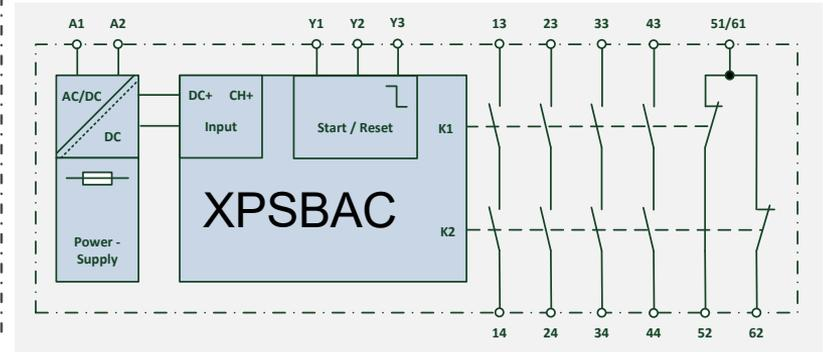 A1 A2 Y1 Y2 Y3 13 23 33 43 51/61
AC/DC
DC
DC+ CH+
Input
Start / Reset
K1
XPSBAC
K2
Power -
Supply
14 24 34 44 52 62